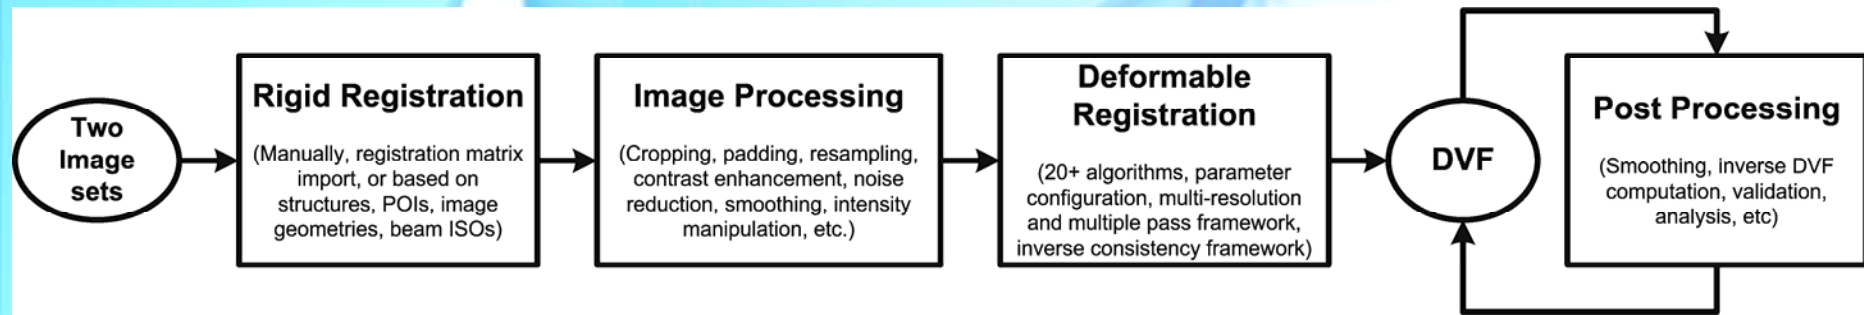 Two
Image
sets
Rigid Registration
(Manually, registration matrix
import, or based on
structures, POIs, image
geometries, beam ISOs)
Image Processing
(Cropping, padding, resampling,
contrast enhancement, noise
reduction, smoothing, intensity
manipulation, etc.)
Deformable
Registration
(20+ algorithms, parameter
configuration, multi-resolution
and multiple pass framework,
inverse consistency framework)
DVF
Post Processing
(Smoothing, inverse DVF
computation, validation,
analysis, etc)